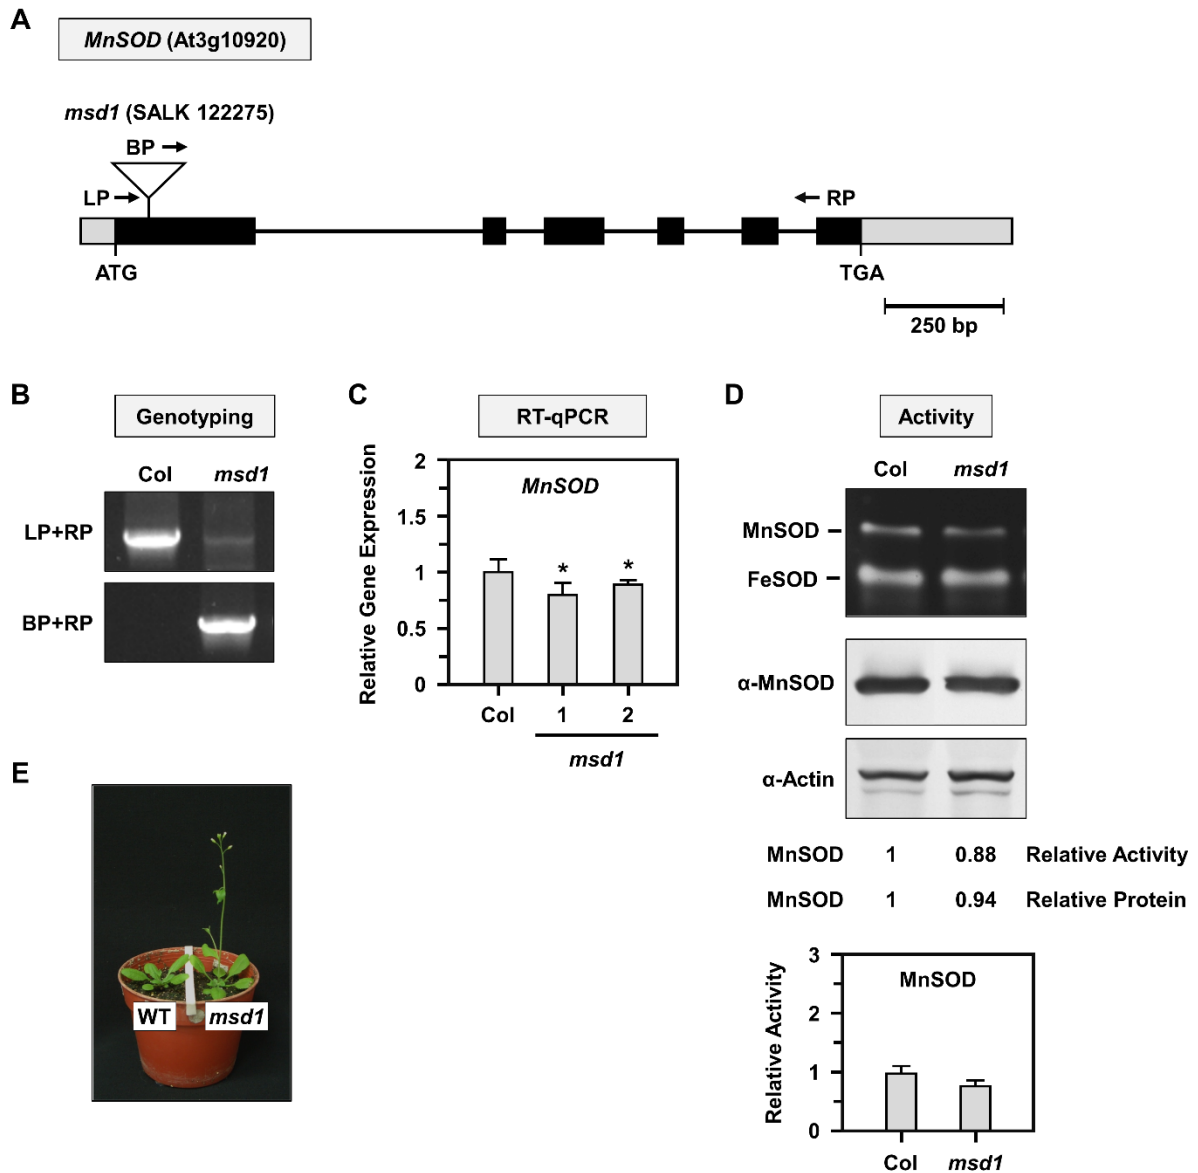 A
MnSOD (At3g10920)
msd1 (SALK 122275)
BP
LP
RP
ATG
TGA
250 bp
B
Genotyping
Col msd1
LP+RP
BP+RP
C
RT-qPCR
Relative Gene Expression
MnSOD
2
1.5
1
0.5
0
* *
Col 1 2
msd1
D
Activity
Col msd1
MnSOD
FeSOD
α-MnSOD
α-Actin
MnSOD 1 0.88 Relative Activity
MnSOD 1 0.94 Relative Protein
Relative Activity
MnSOD
3
2
1
0
Col msd1
E
WT msd1